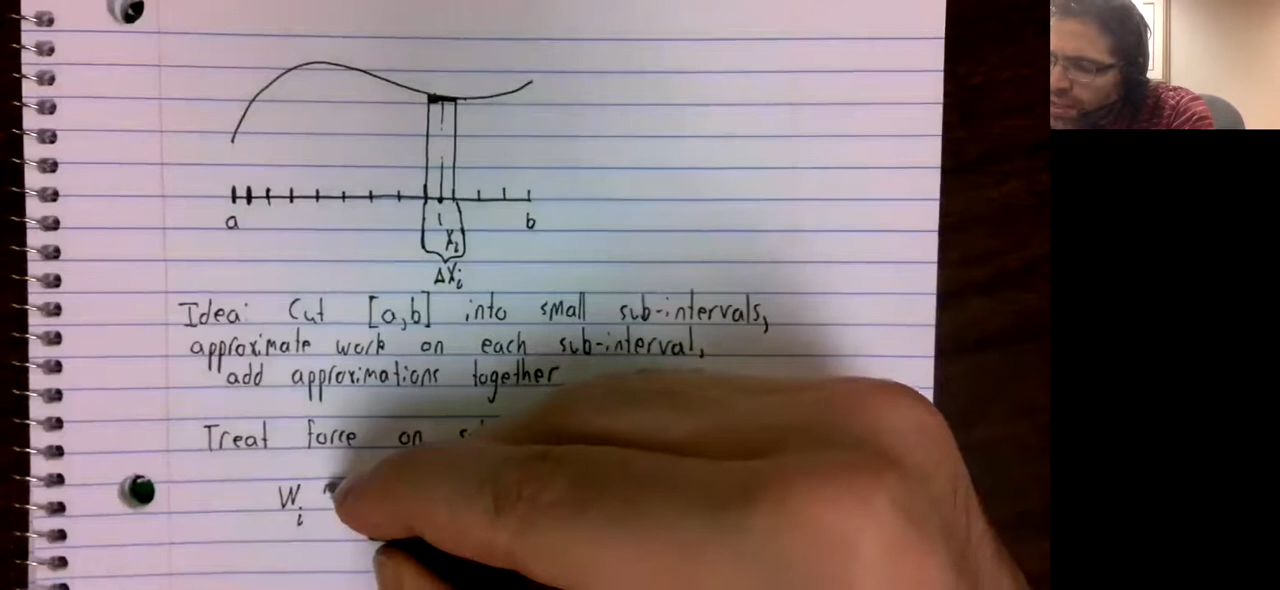 a b
X_i
ΔX_i
Idea: Cut [a,b] into small sub-intervals,
approximate work on each sub-interval,
add approximations together
Treat force on
W_i